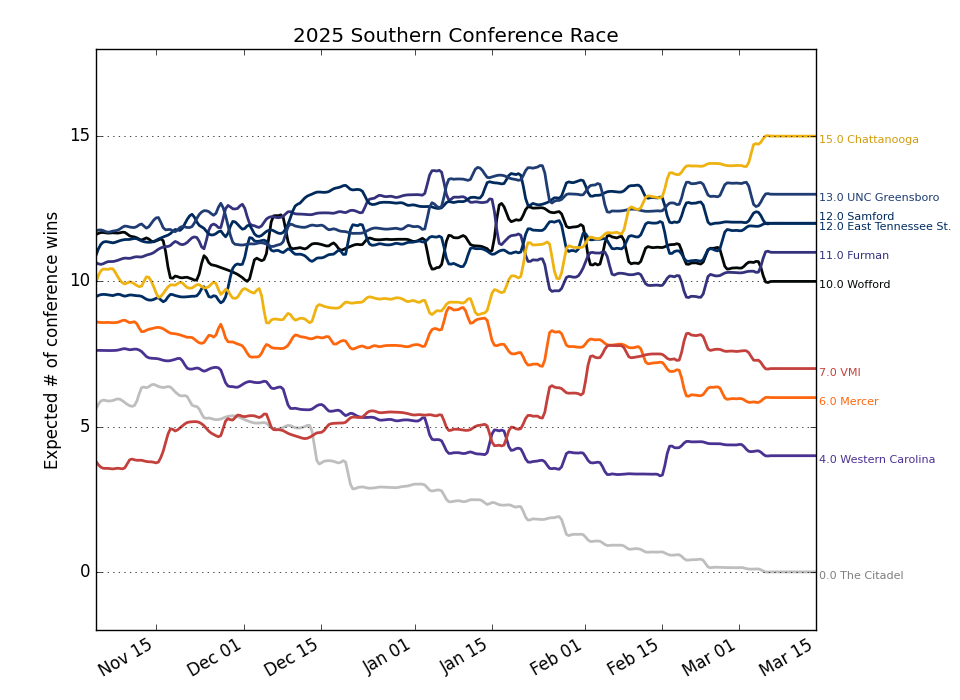 2025 Southern Conference Race
Expected # of conference wins
15
10
5
0
15.0 Chattanooga
13.0 UNC Greensboro
12.0 Samford
12.0 East Tennessee St.
11.0 Furman
10.0 Wofford
7.0 VMI
6.0 Mercer
4.0 Western Carolina
0.0 The Citadel
Nov 15
Dec 01
Dec 15
Jan 01
Jan 15
Feb 01
Feb 15
Mar 01
Mar 15